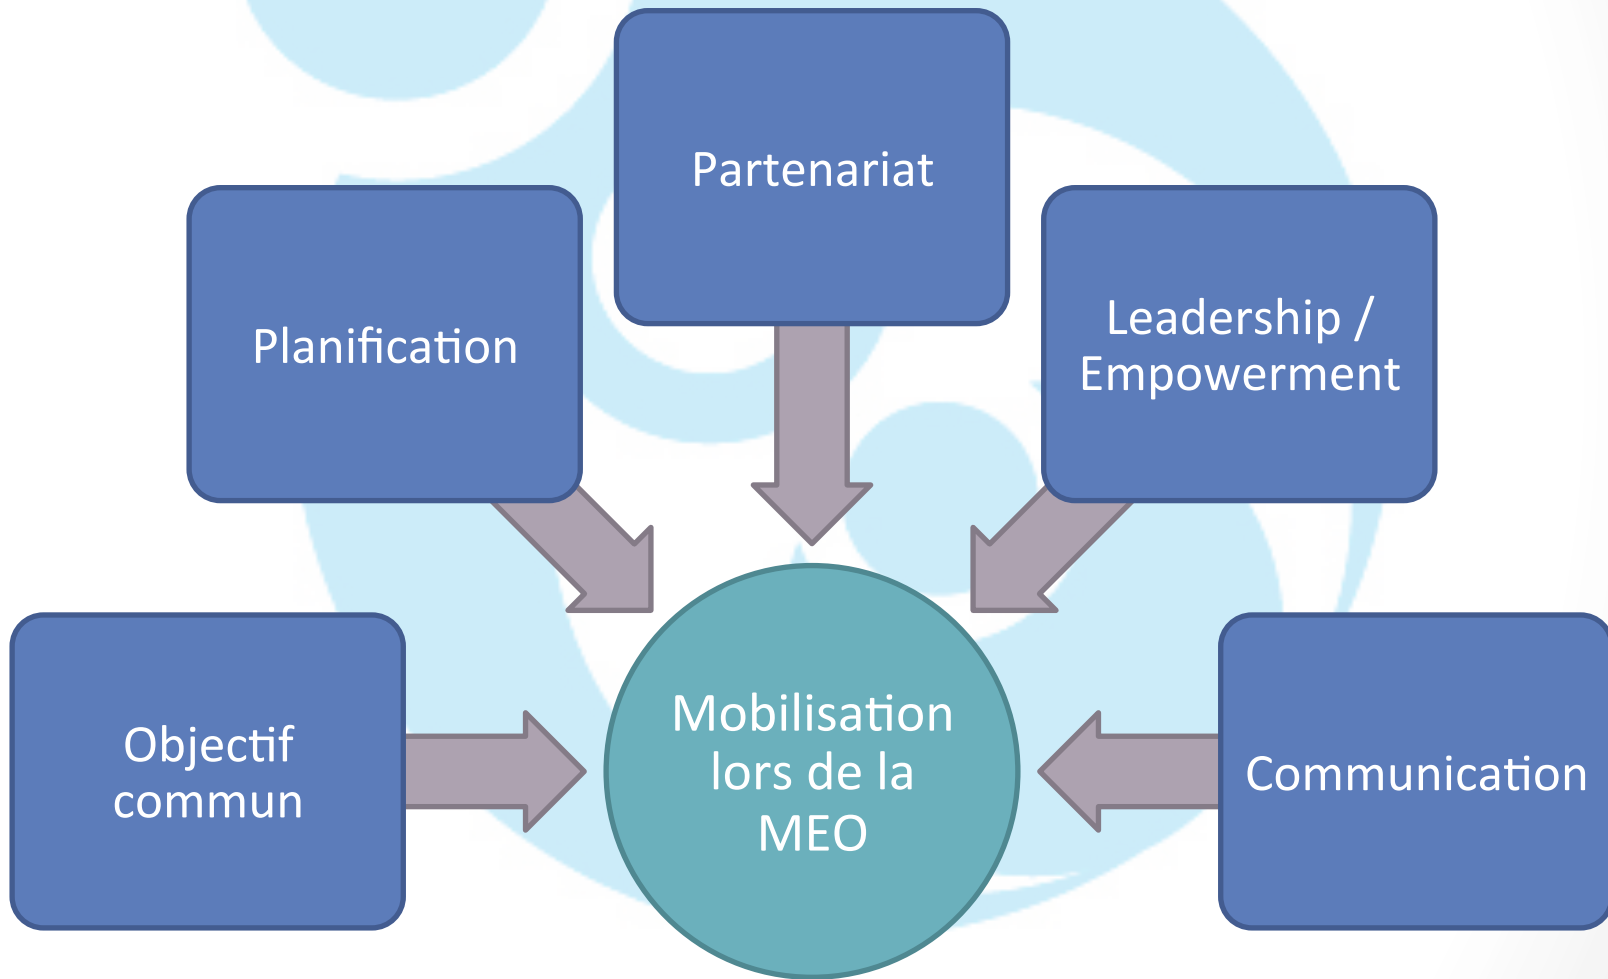 Partenariat
Planification
Leadership /
Empowerment
Objectif
commun
Mobilisation
lors de la
MEO
Communication